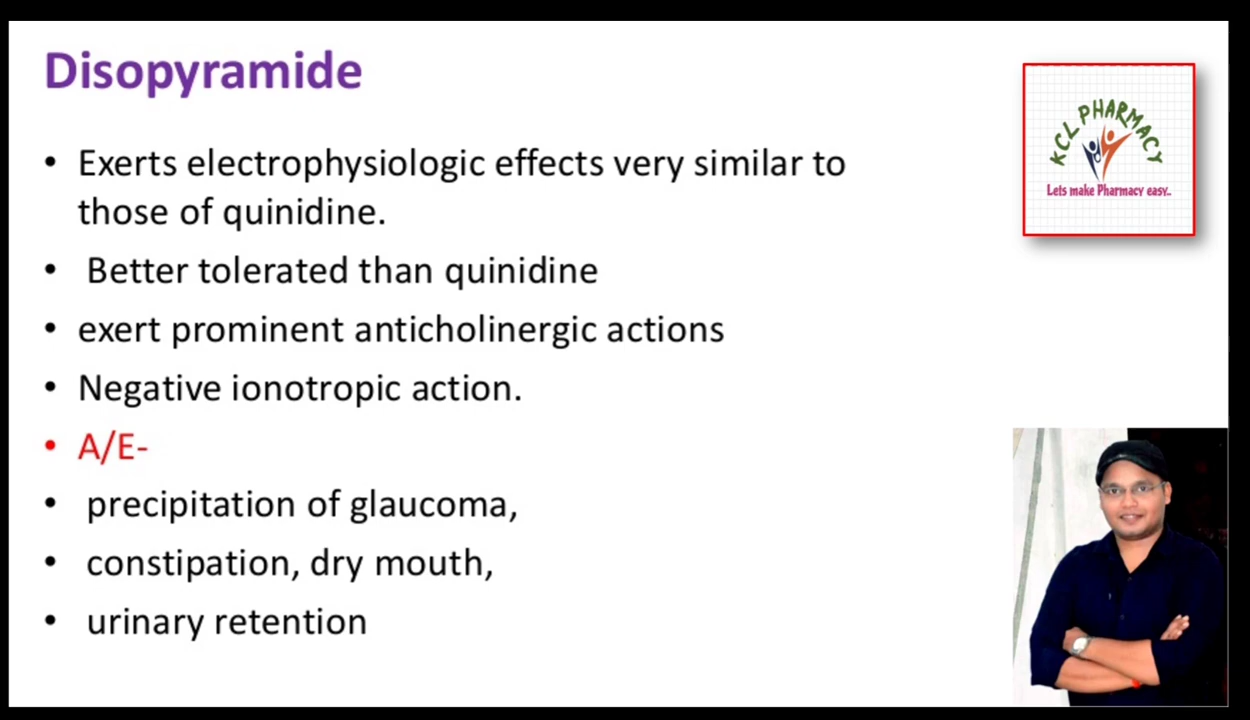 Disopyramide
• Exerts electrophysiologic effects very similar to
those of quinidine.
• Better tolerated than quinidine
• exert prominent anticholinergic actions
• Negative ionotropic action.
• A/E-
• precipitation of glaucoma,
• constipation, dry mouth,
• urinary retention
KCL PHARMACY
Lets make Pharmacy easy..